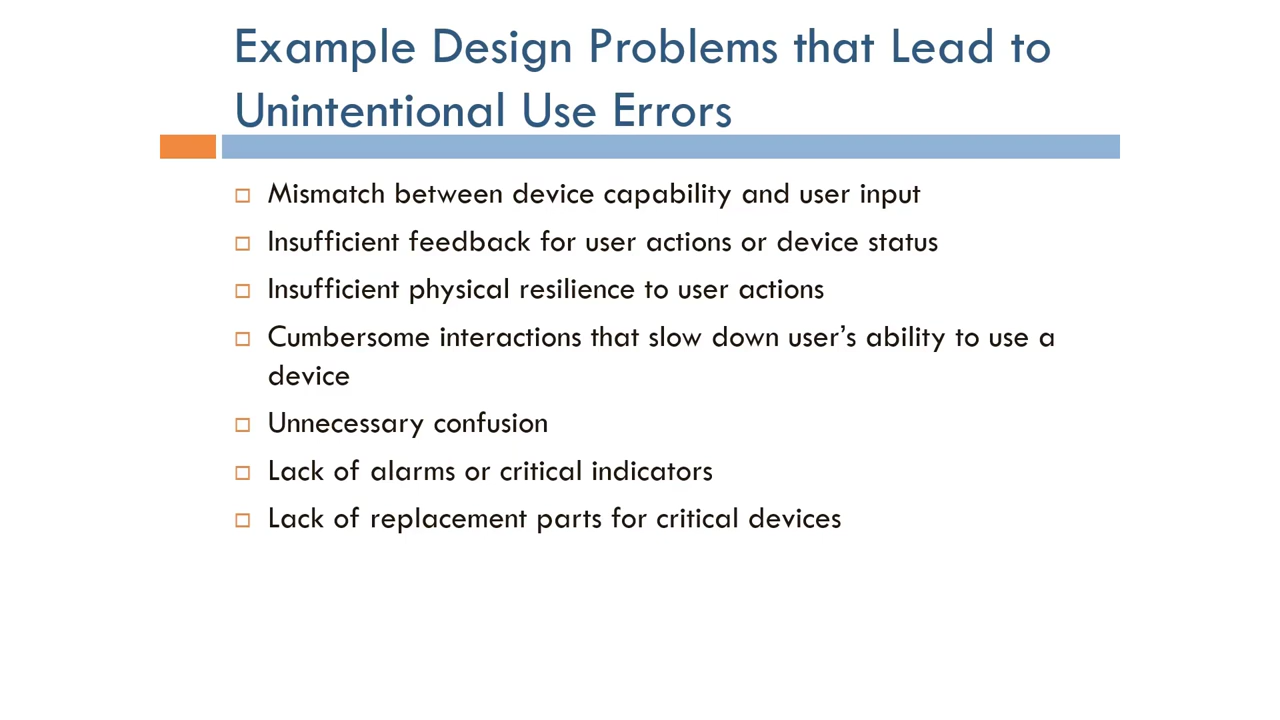 Example Design Problems that Lead to
Unintentional Use Errors
Mismatch between device capability and user input
Insufficient feedback for user actions or device status
Insufficient physical resilience to user actions
Cumbersome interactions that slow down user’s ability to use a
device
Unnecessary confusion
Lack of alarms or critical indicators
Lack of replacement parts for critical devices